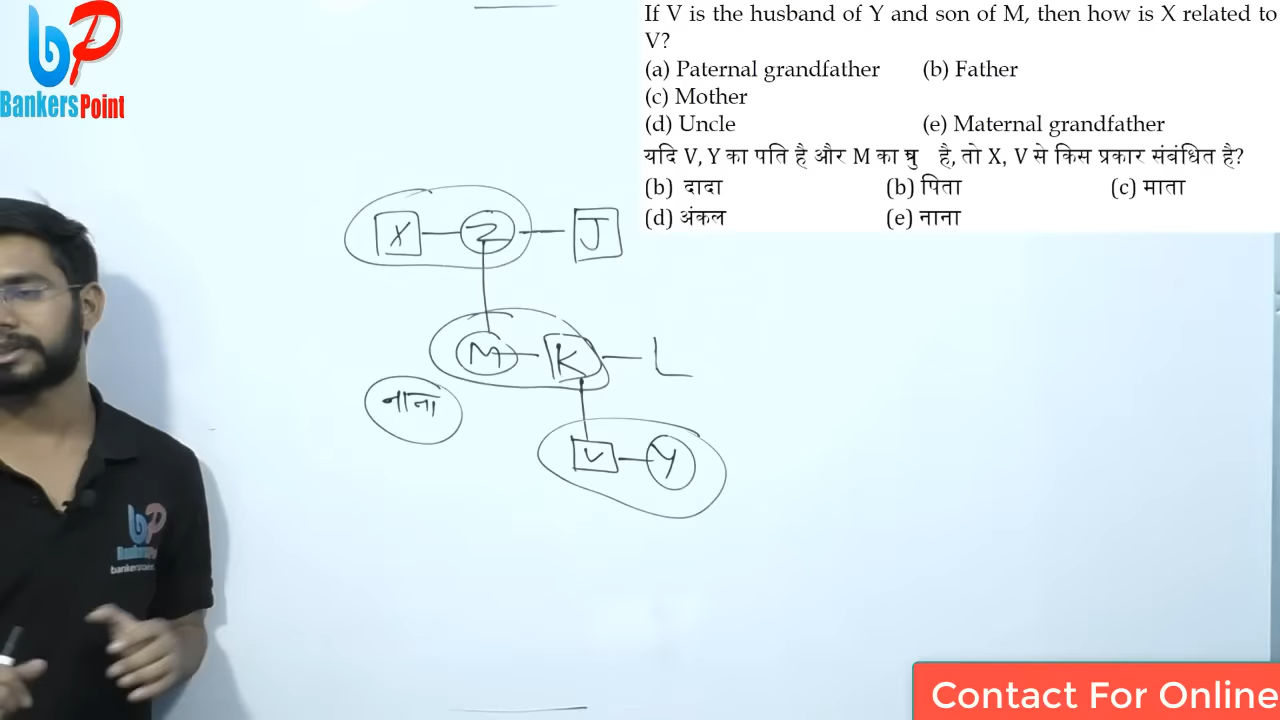 BankersPoint
If V is the husband of Y and son of M, then how is X related to
V?
(a) Paternal grandfather (b) Father
(c) Mother
(d) Uncle (e) Maternal grandfather
यदि V, Y का पति है और M का पु है, तो X, V से किस प्रकार संबंधित है?
(b) दादा (b) पिता (c) माता
(d) अंकल (e) नाना
X Z J
M K L
नाना
V Y
bP
Contact For Online